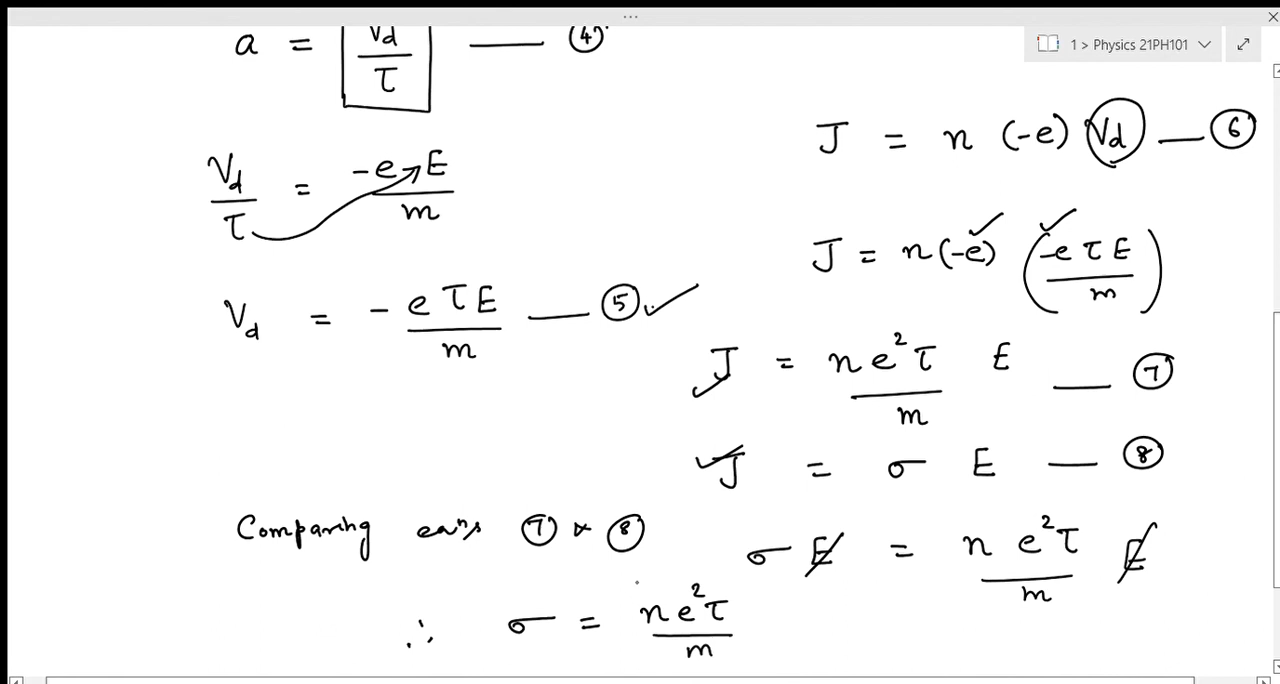 1 > Physics 21PH101
a = Vd/τ — ④
Vd/τ = -eE/m
Vd = - eτE/m — ⑤ ✓
J = n (-e) Vd — ⑥
J = n(-e) (-eτE/m)
J = ne²τ/m E — ⑦
J = σ E — ⑧
Comparing eqns ⑦ & ⑧
σ E = n e²τ/m E
∴ σ = ne²τ/m